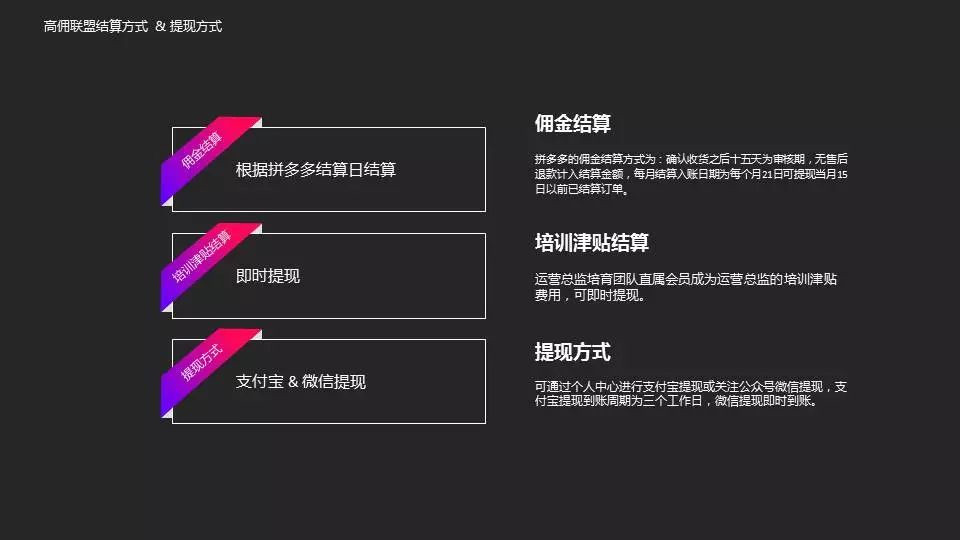 高佣联盟结算方式 & 提现方式
佣金结算
根据拼多多结算日结算
培训津贴结算
即时提现
提现方式
支付宝 & 微信提现
佣金结算
拼多多的佣金结算方式为：确认收货之后十五天为审核期，无售后
退款计入结算金额，每月结算入账日期为每个月21日可提现当月15
日以前已结算订单。
培训津贴结算
运营总监培育团队直属会员成为运营总监的培训津贴
费用，可即时提现。
提现方式
可通过个人中心进行支付宝提现或关注公众号微信提现，支
付宝提现到账周期为三个工作日，微信提现即时到账。